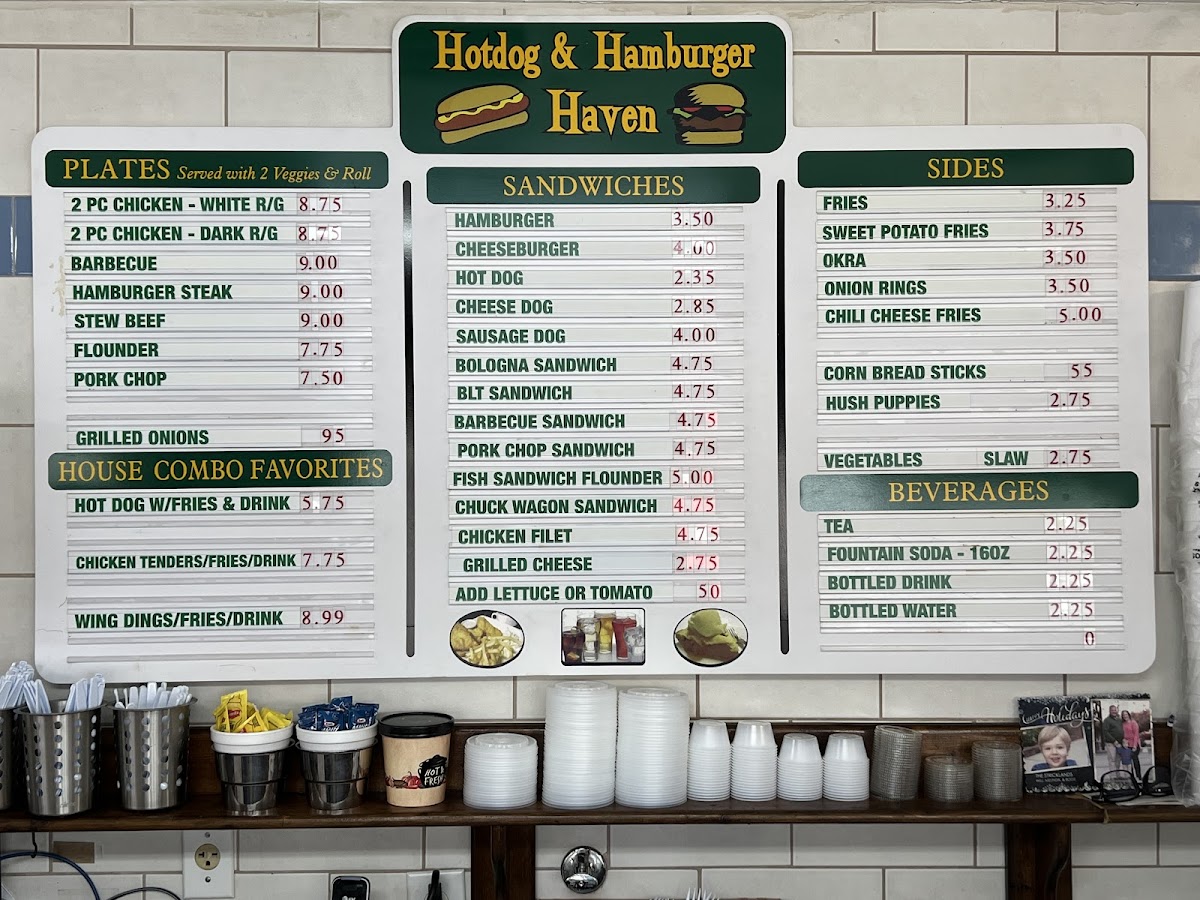 Hotdog & Hamburger
Haven
PLATES Served with 2 Veggies & Roll
2 PC CHICKEN - WHITE R/G 8.75
2 PC CHICKEN - DARK R/G 8.75
BARBECUE 9.00
HAMBURGER STEAK 9.00
STEW BEEF 9.00
FLOUNDER 7.75
PORK CHOP 7.50
GRILLED ONIONS 95
HOUSE COMBO FAVORITES
HOT DOG W/FRIES & DRINK 5.75
CHICKEN TENDERS/FRIES/DRINK 7.75
WING DINGS/FRIES/DRINK 8.99
SANDWICHES
HAMBURGER 3.50
CHEESEBURGER 4.00
HOT DOG 2.35
CHEESE DOG 2.85
SAUSAGE DOG 4.00
BOLOGNA SANDWICH 4.75
BLT SANDWICH 4.75
BARBECUE SANDWICH 4.75
PORK CHOP SANDWICH 4.75
FISH SANDWICH FLOUNDER 5.00
CHUCK WAGON SANDWICH 4.75
CHICKEN FILET 4.75
GRILLED CHEESE 2.75
ADD LETTUCE OR TOMATO 50
SIDES
FRIES 3.25
SWEET POTATO FRIES 3.75
OKRA 3.50
ONION RINGS 3.50
CHILI CHEESE FRIES 5.00
CORN BREAD STICKS 55
HUSH PUPPIES 2.75
VEGETABLES SLAW 2.75
BEVERAGES
TEA 2.25
FOUNTAIN SODA - 16OZ 2.25
BOTTLED DRINK 2.25
BOTTLED WATER 2.25
0
HOT &
FRESH
Holidays
THE STRICKLANDS